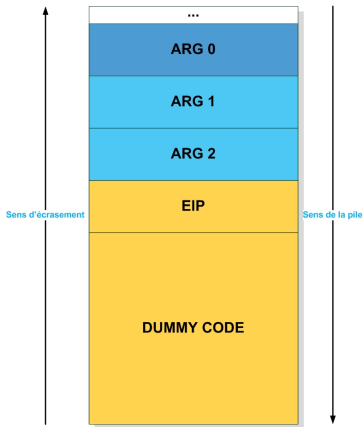 ...
ARG 0
ARG 1
ARG 2
EIP
Sens d'écrasement
Sens de la pile
DUMMY CODE